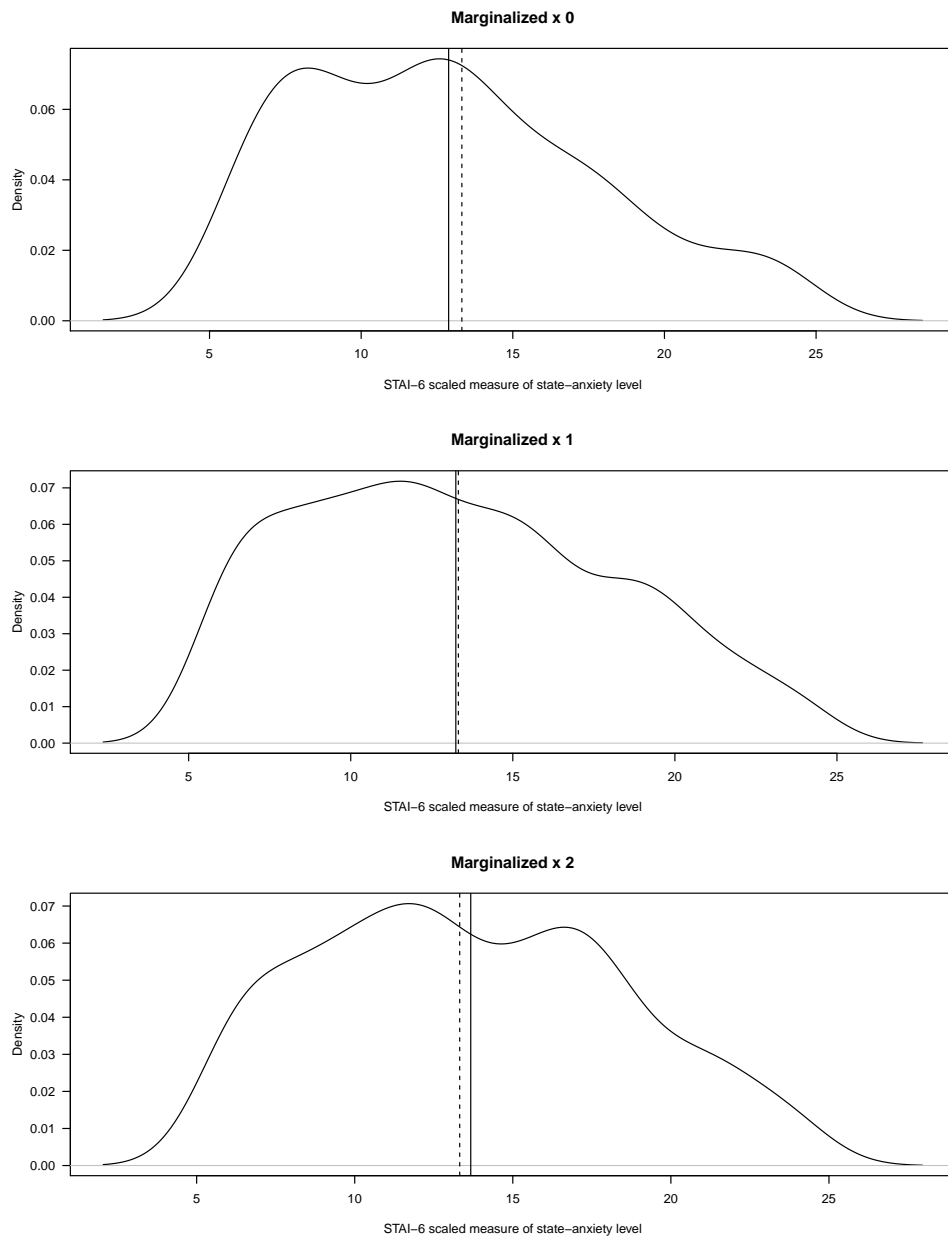 Marginalized x 0
Density
0.06
0.04
0.02
0.00
5 10 15 20 25
STAI−6 scaled measure of state−anxiety level
Marginalized x 1
Density
0.07
0.06
0.05
0.04
0.03
0.02
0.01
0.00
5 10 15 20 25
STAI−6 scaled measure of state−anxiety level
Marginalized x 2
Density
0.07
0.06
0.05
0.04
0.03
0.02
0.01
0.00
5 10 15 20 25
STAI−6 scaled measure of state−anxiety level